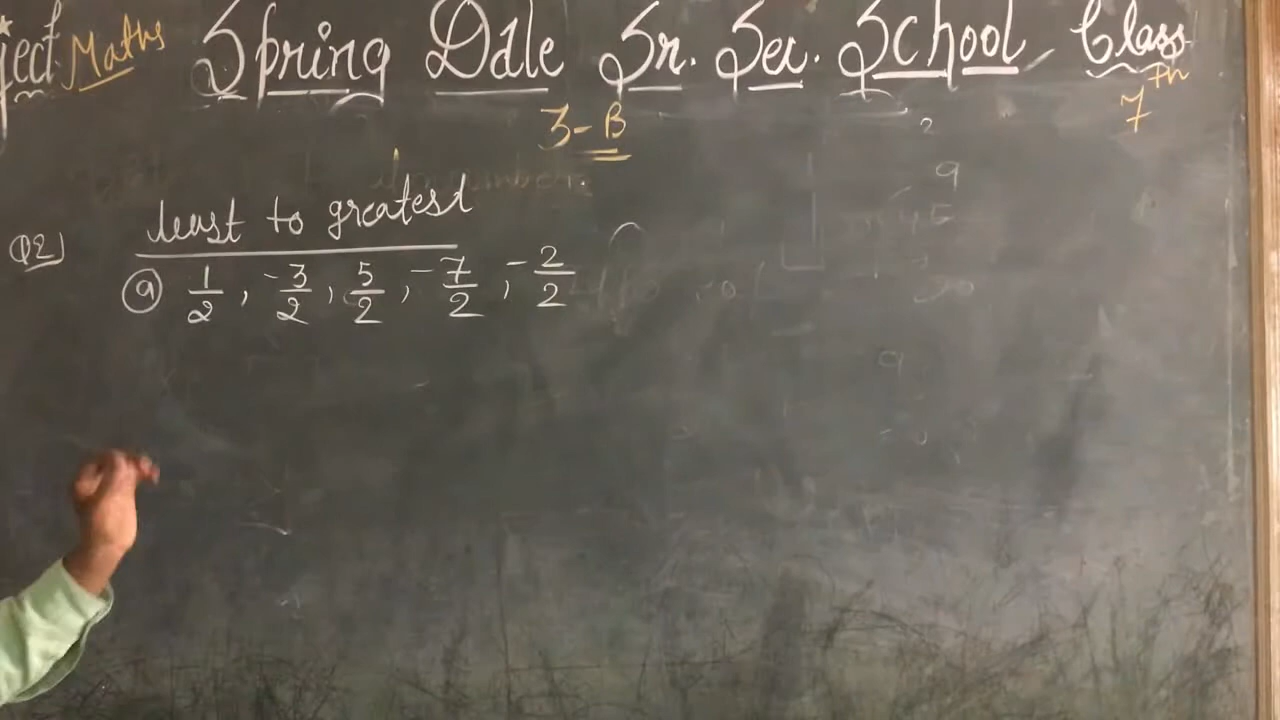 ject Maths Spring Dale Sr. Sec. School, Class 7th
3-B
least to greatest
Q2) (a) 1/2, -3/2, 5/2, -7/2, -2/2